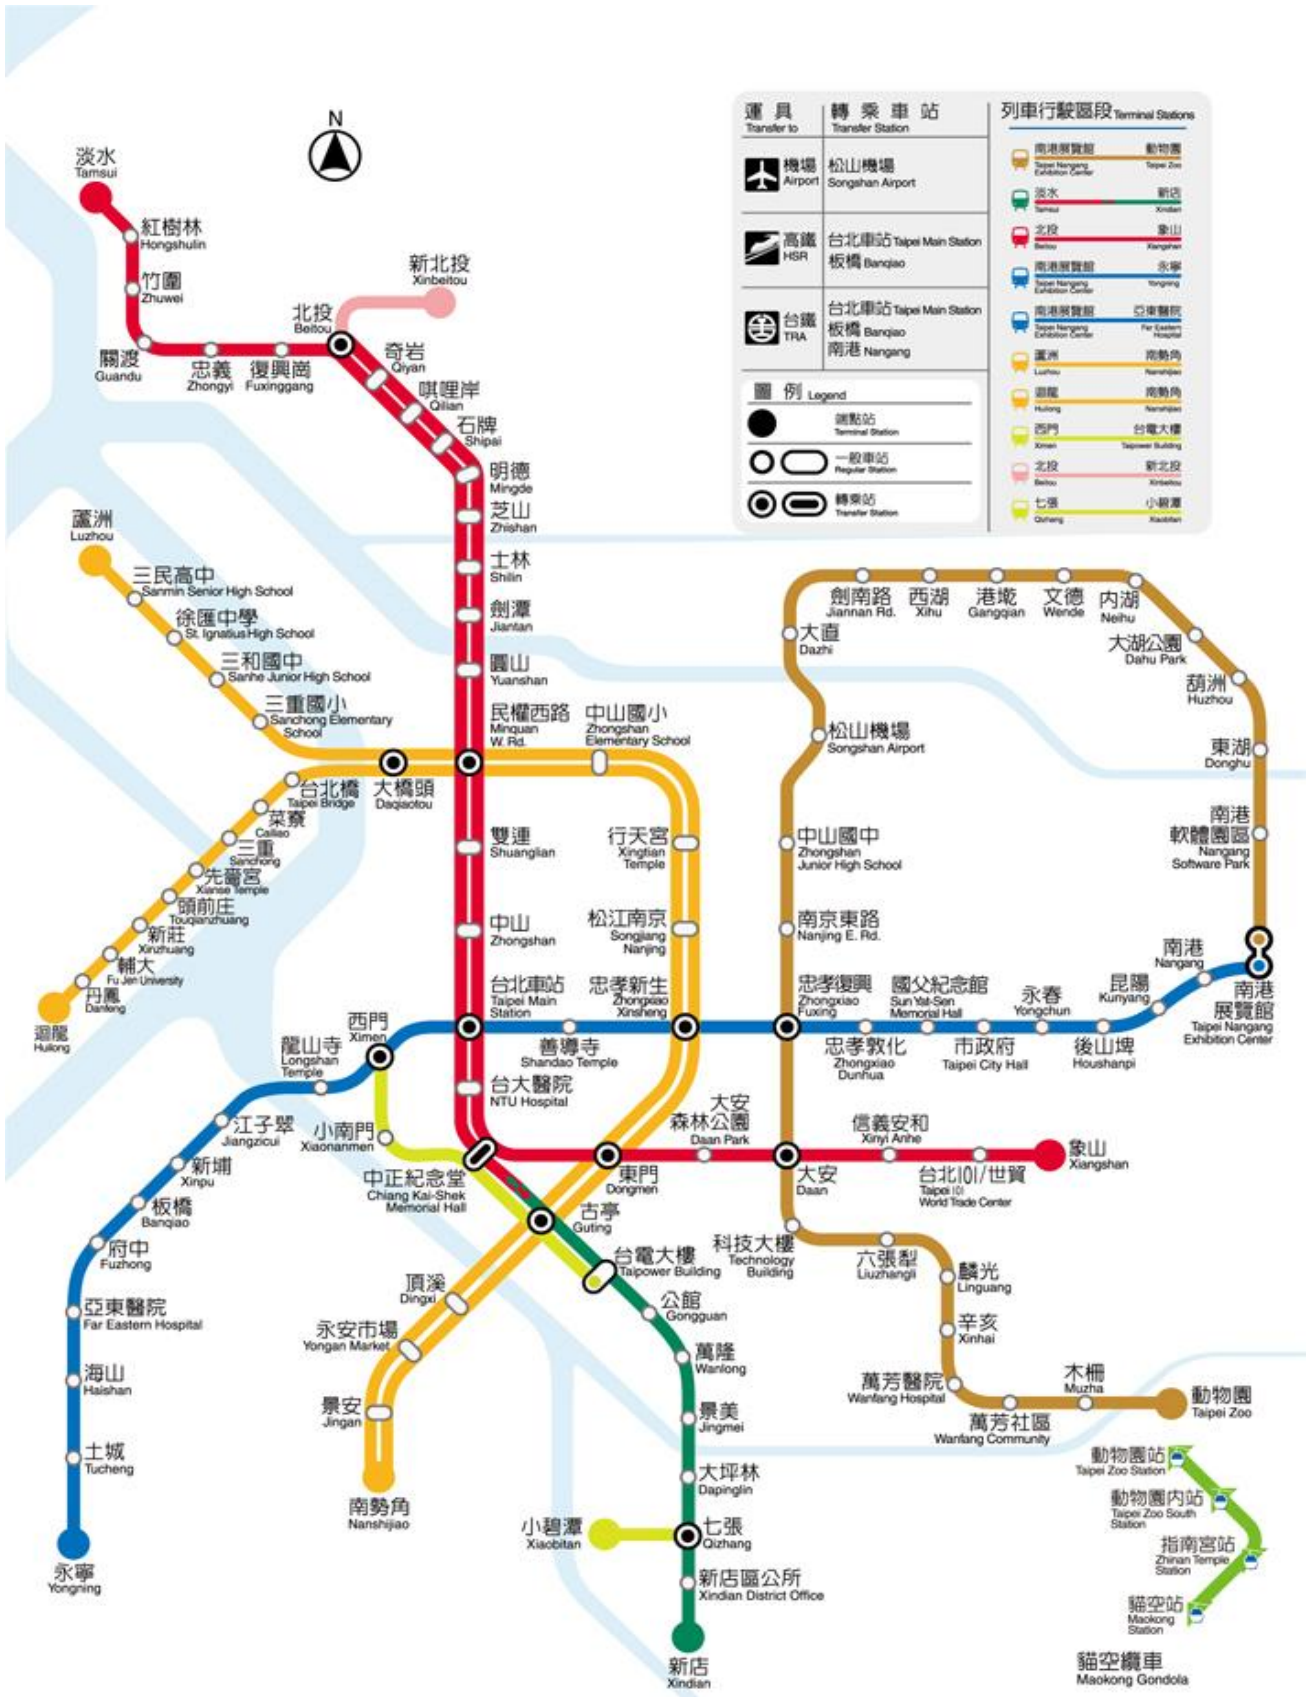 N
運具
Transfer to
轉乘車站
Transfer Station
機場
Airport
松山機場
Songshan Airport
高鐵
HSR
台北車站 Taipei Main Station
板橋 Banqiao
台鐵
TRA
台北車站 Taipei Main Station
板橋 Banqiao
南港 Nangang
圖例 Legend
端點站
Terminal Station
一般車站
Regular Station
轉乘站
Transfer Station
列車行駛區段 Terminal Stations
南港展覽館 動物園
Taipei Nangang Exhibition Center Taipei Zoo
淡水 新店
Tamsui Xindian
北投 象山
Beitou Xiangshan
南港展覽館 永寧
Taipei Nangang Exhibition Center Yongning
南港展覽館 亞東醫院
Taipei Nangang Exhibition Center Far Eastern Hospital
蘆洲 南勢角
Luzhou Nanshijiao
迴龍 南勢角
Huilong Nanshijiao
西門 台電大樓
Ximen Taipower Building
北投 新北投
Beitou Xinbeitou
七張 小碧潭
Qizhang Xiaobitan
淡水
Tamsui
紅樹林
Hongshulin
竹圍
Zhuwei
關渡
Guandu
忠義
Zhongyi
復興崗
Fuxinggang
北投
Beitou
新北投
Xinbeitou
奇岩
Qiyan
唭哩岸
Qilian
石牌
Shipai
明德
Mingde
芝山
Zhishan
士林
Shilin
劍潭
Jiantan
圓山
Yuanshan
民權西路
Minquan
W. Rd.
雙連
Shuanglian
中山
Zhongshan
台北車站
Taipei Main
Station
台大醫院
NTU Hospital
中正紀念堂
Chiang Kai-Shek
Memorial Hall
東門
Dongmen
大安
森林公園
Daan Park
大安
Daan
信義安和
Xinyi Anhe
台北101/世貿
Taipei 101
World Trade Center
象山
Xiangshan
蘆洲
Luzhou
三民高中
Sanmin Senior High School
徐匯中學
St. Ignatius High School
三和國中
Sanhe Junior High School
三重國小
Sanchong Elementary
School
台北橋
Taipei Bridge
菜寮
Cailiao
三重
Sanchong
先嗇宮
Xianse Temple
頭前庄
Touqianzhuang
新莊
Xinzhuang
輔大
Fu Jen University
丹鳳
Danfeng
迴龍
Huilong
大橋頭
Daqiaotou
中山國小
Zhongshan
Elementary School
行天宮
Xingtian
Temple
松江南京
Songjiang
Nanjing
忠孝新生
Zhongxiao
Xinsheng
古亭
Guting
頂溪
Dingxi
永安市場
Yongan Market
景安
Jingan
南勢角
Nanshijiao
劍南路
Jiannan Rd.
西湖
Xihu
港墘
Gangqian
文德
Wende
內湖
Neihu
大湖公園
Dahu Park
葫洲
Huzhou
東湖
Donghu
南港
軟體園區
Nangang
Software Park
大直
Dazhi
松山機場
Songshan Airport
中山國中
Zhongshan
Junior High School
南京東路
Nanjing E. Rd.
忠孝復興
Zhongxiao
Fuxing
科技大樓
Technology
Building
六張犁
Liuzhangli
麟光
Linguang
辛亥
Xinhai
萬芳醫院
Wanfang Hospital
萬芳社區
Wanfang Community
木柵
Muzha
動物園
Taipei Zoo
南港
展覽館
Taipei Nangang
Exhibition Center
南港
Nangang
昆陽
Kunyang
後山埤
Houshanpi
永春
Yongchun
市政府
Taipei City Hall
國父紀念館
Sun Yat-Sen
Memorial Hall
忠孝敦化
Zhongxiao
Dunhua
善導寺
Shandao Temple
西門
Ximen
龍山寺
Longshan
Temple
江子翠
Jiangzicui
新埔
Xinpu
板橋
Banqiao
府中
Fuzhong
亞東醫院
Far Eastern Hospital
海山
Haishan
土城
Tucheng
永寧
Yongning
小南門
Xiaonanmen
台電大樓
Taipower Building
公館
Gongguan
萬隆
Wanlong
景美
Jingmei
大坪林
Dapinglin
小碧潭
Xiaobitan
七張
Qizhang
新店區公所
Xindian District Office
新店
Xindian
動物園站
Taipei Zoo Station
動物園內站
Taipei Zoo South
Station
指南宮站
Zhinan Temple
Station
貓空站
Maokong
Station
貓空纜車
Maokong Gondola